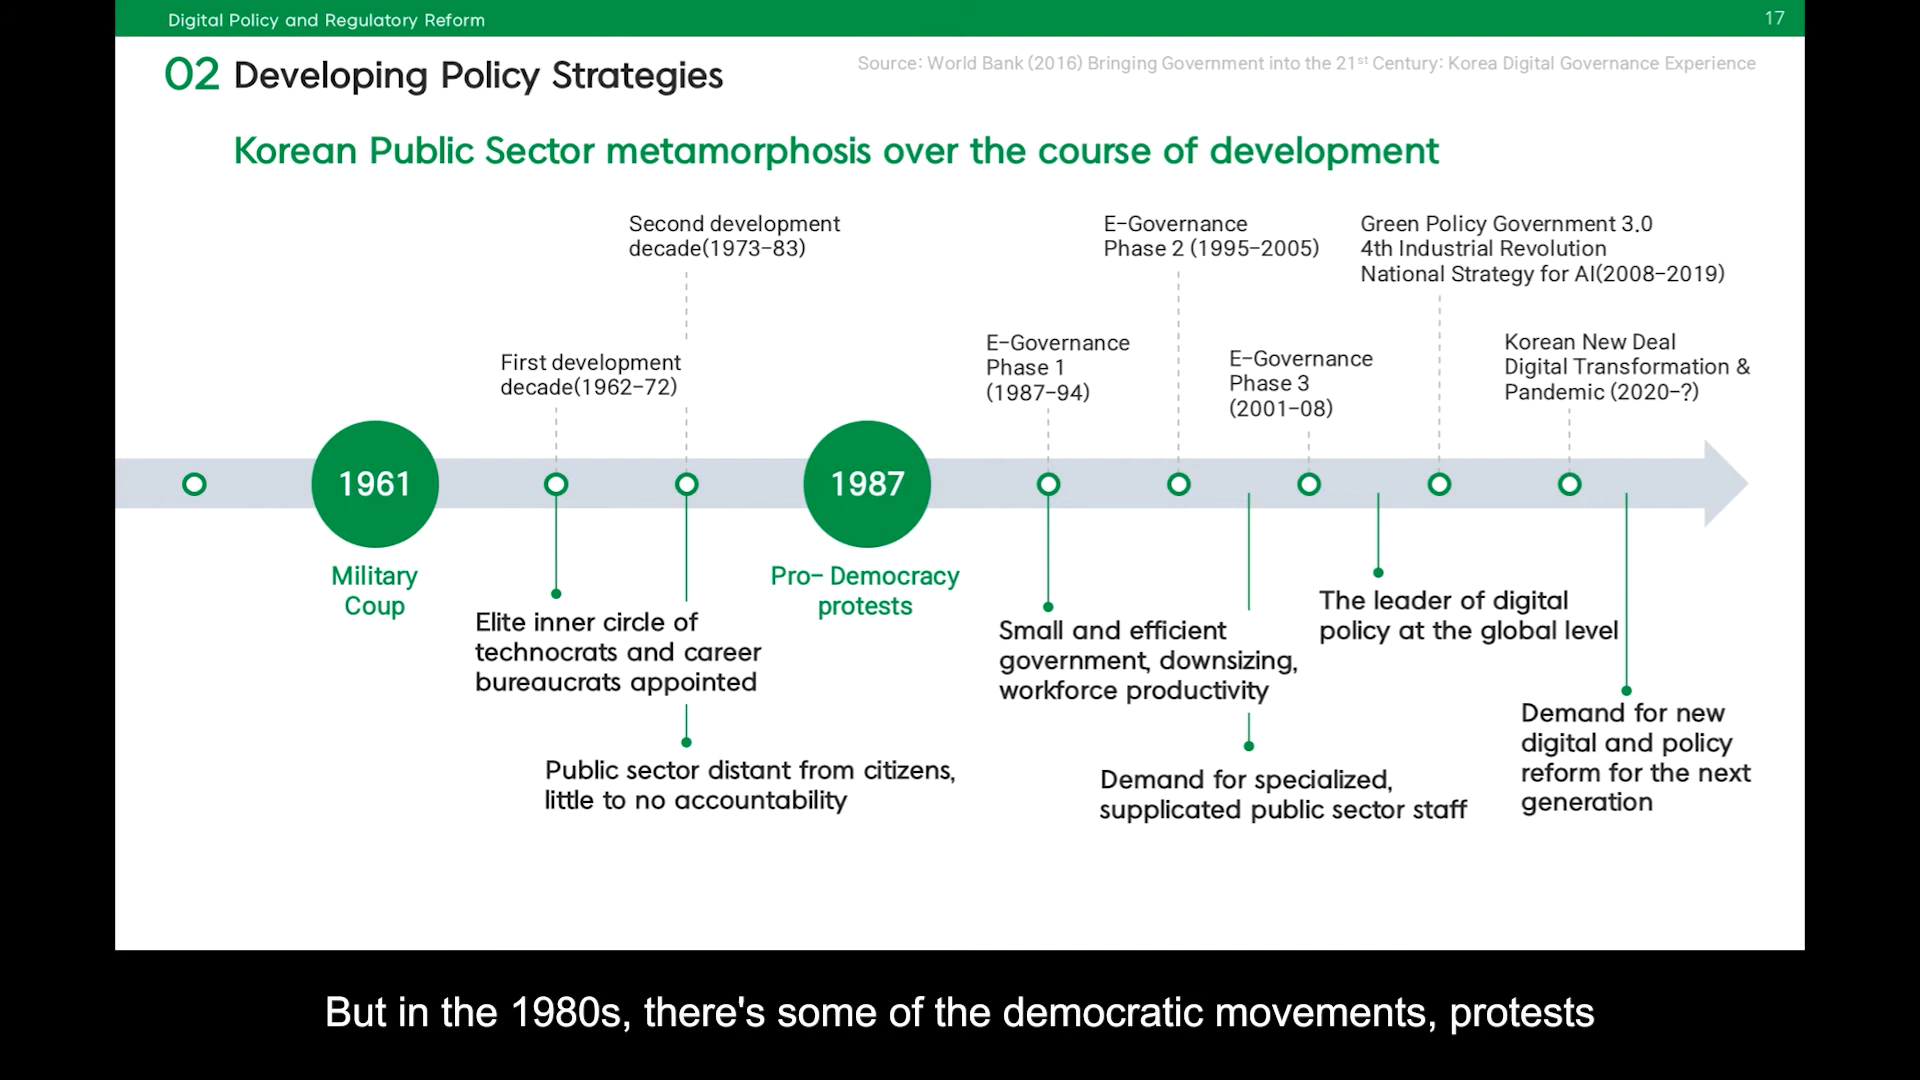 Digital Policy and Regulatory Reform
17
02 Developing Policy Strategies
Source: World Bank (2016) Bringing Government into the 21st Century: Korea Digital Governance Experience
Korean Public Sector metamorphosis over the course of development
Second development
decade(1973-83)
E-Governance
Phase 2 (1995-2005)
Green Policy Government 3.0
4th Industrial Revolution
National Strategy for AI(2008-2019)
First development
decade(1962-72)
E-Governance
Phase 1
(1987-94)
E-Governance
Phase 3
(2001-08)
Korean New Deal
Digital Transformation &
Pandemic (2020-?)
1961
1987
Military
Coup
Pro- Democracy
protests
Elite inner circle of
technocrats and career
bureaucrats appointed
Public sector distant from citizens,
little to no accountability
Small and efficient
government, downsizing,
workforce productivity
Demand for specialized,
supplicated public sector staff
The leader of digital
policy at the global level
Demand for new
digital and policy
reform for the next
generation
But in the 1980s, there's some of the democratic movements, protests